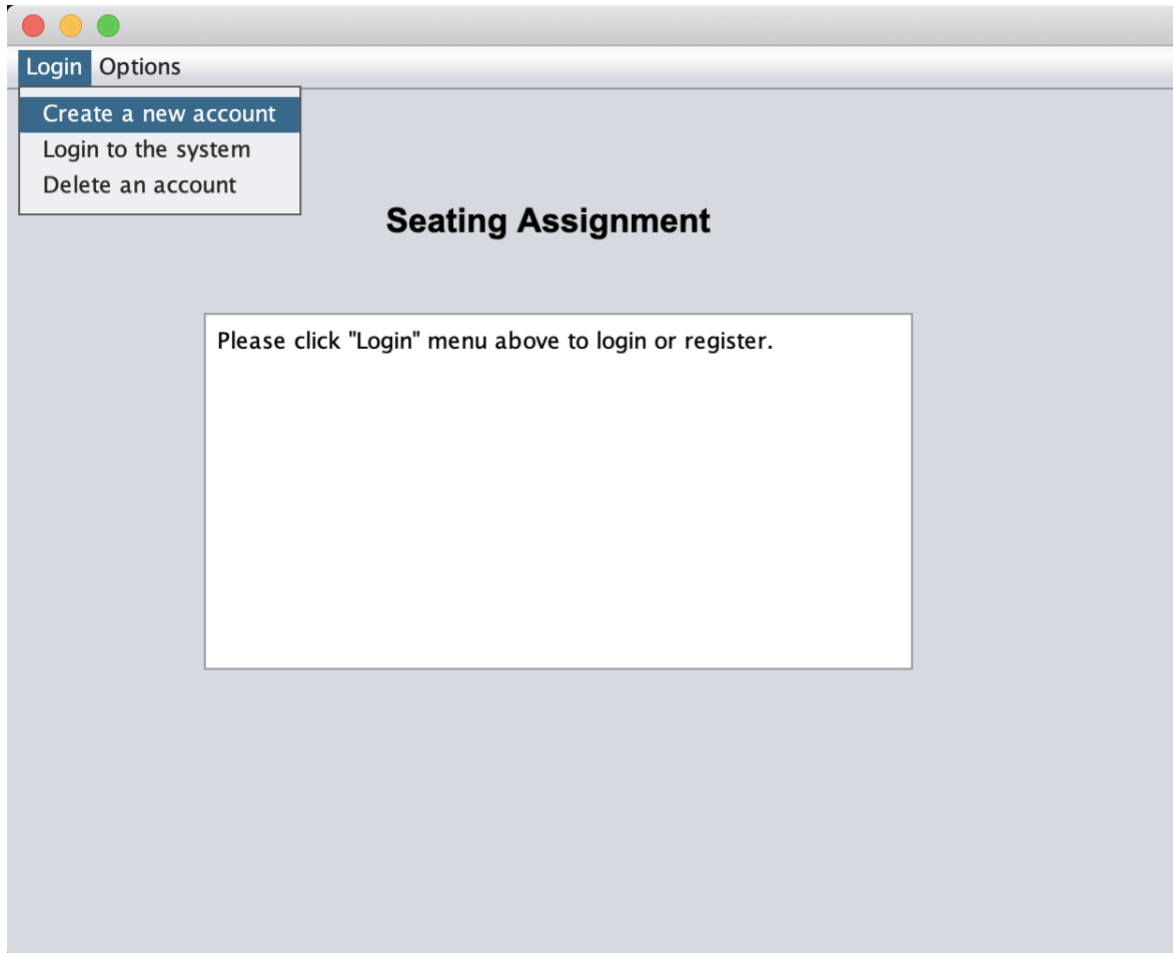 Login Options
Create a new account
Login to the system
Delete an account
Seating Assignment
Please click "Login" menu above to login or register.